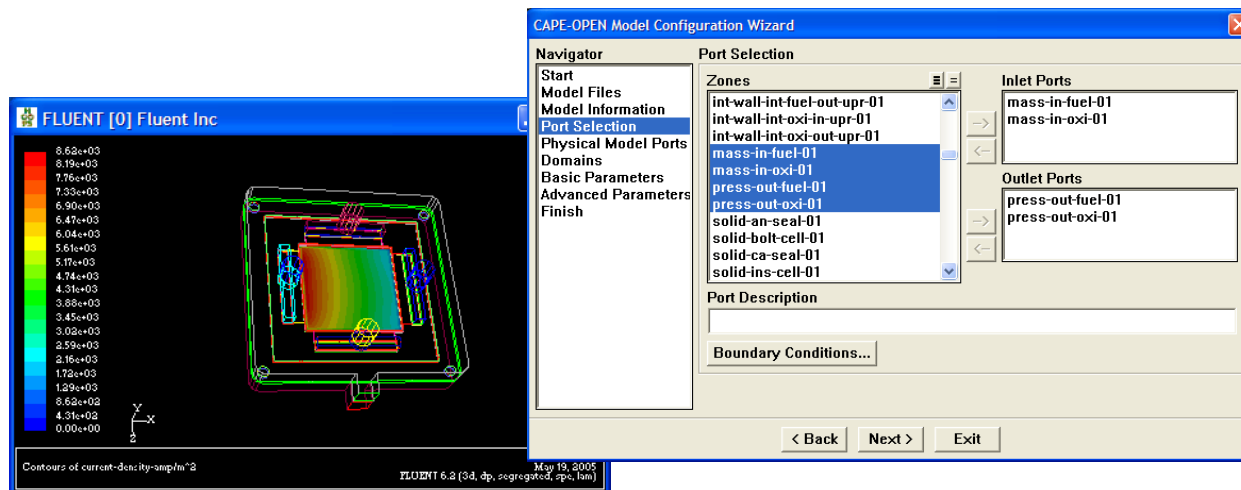 FLUENT [0] Fluent Inc
8.62e+03
8.19e+03
7.76e+03
7.33e+03
6.90e+03
6.47e+03
6.04e+03
5.61e+03
5.17e+03
4.74e+03
4.31e+03
3.88e+03
3.45e+03
3.02e+03
2.59e+03
2.16e+03
1.72e+03
1.29e+03
8.62e+02
4.31e+02
0.00e+00
Y
X
Z
Contours of current-density-amp/m^2
May 19, 2005
FLUENT 6.2 (3d, dp, segregated, spe, lam)
CAPE-OPEN Model Configuration Wizard
Navigator
Start
Model Files
Model Information
Port Selection
Physical Model Ports
Domains
Basic Parameters
Advanced Parameters
Finish
Port Selection
Zones
int-wall-int-fuel-out-upr-01
int-wall-int-oxi-in-upr-01
int-wall-int-oxi-out-upr-01
mass-in-fuel-01
mass-in-oxi-01
press-out-fuel-01
press-out-oxi-01
solid-an-seal-01
solid-bolt-cell-01
solid-ca-seal-01
solid-ins-cell-01
Inlet Ports
mass-in-fuel-01
mass-in-oxi-01
-->
<--
Outlet Ports
press-out-fuel-01
press-out-oxi-01
-->
<--
Port Description
Boundary Conditions...
< Back
Next >
Exit